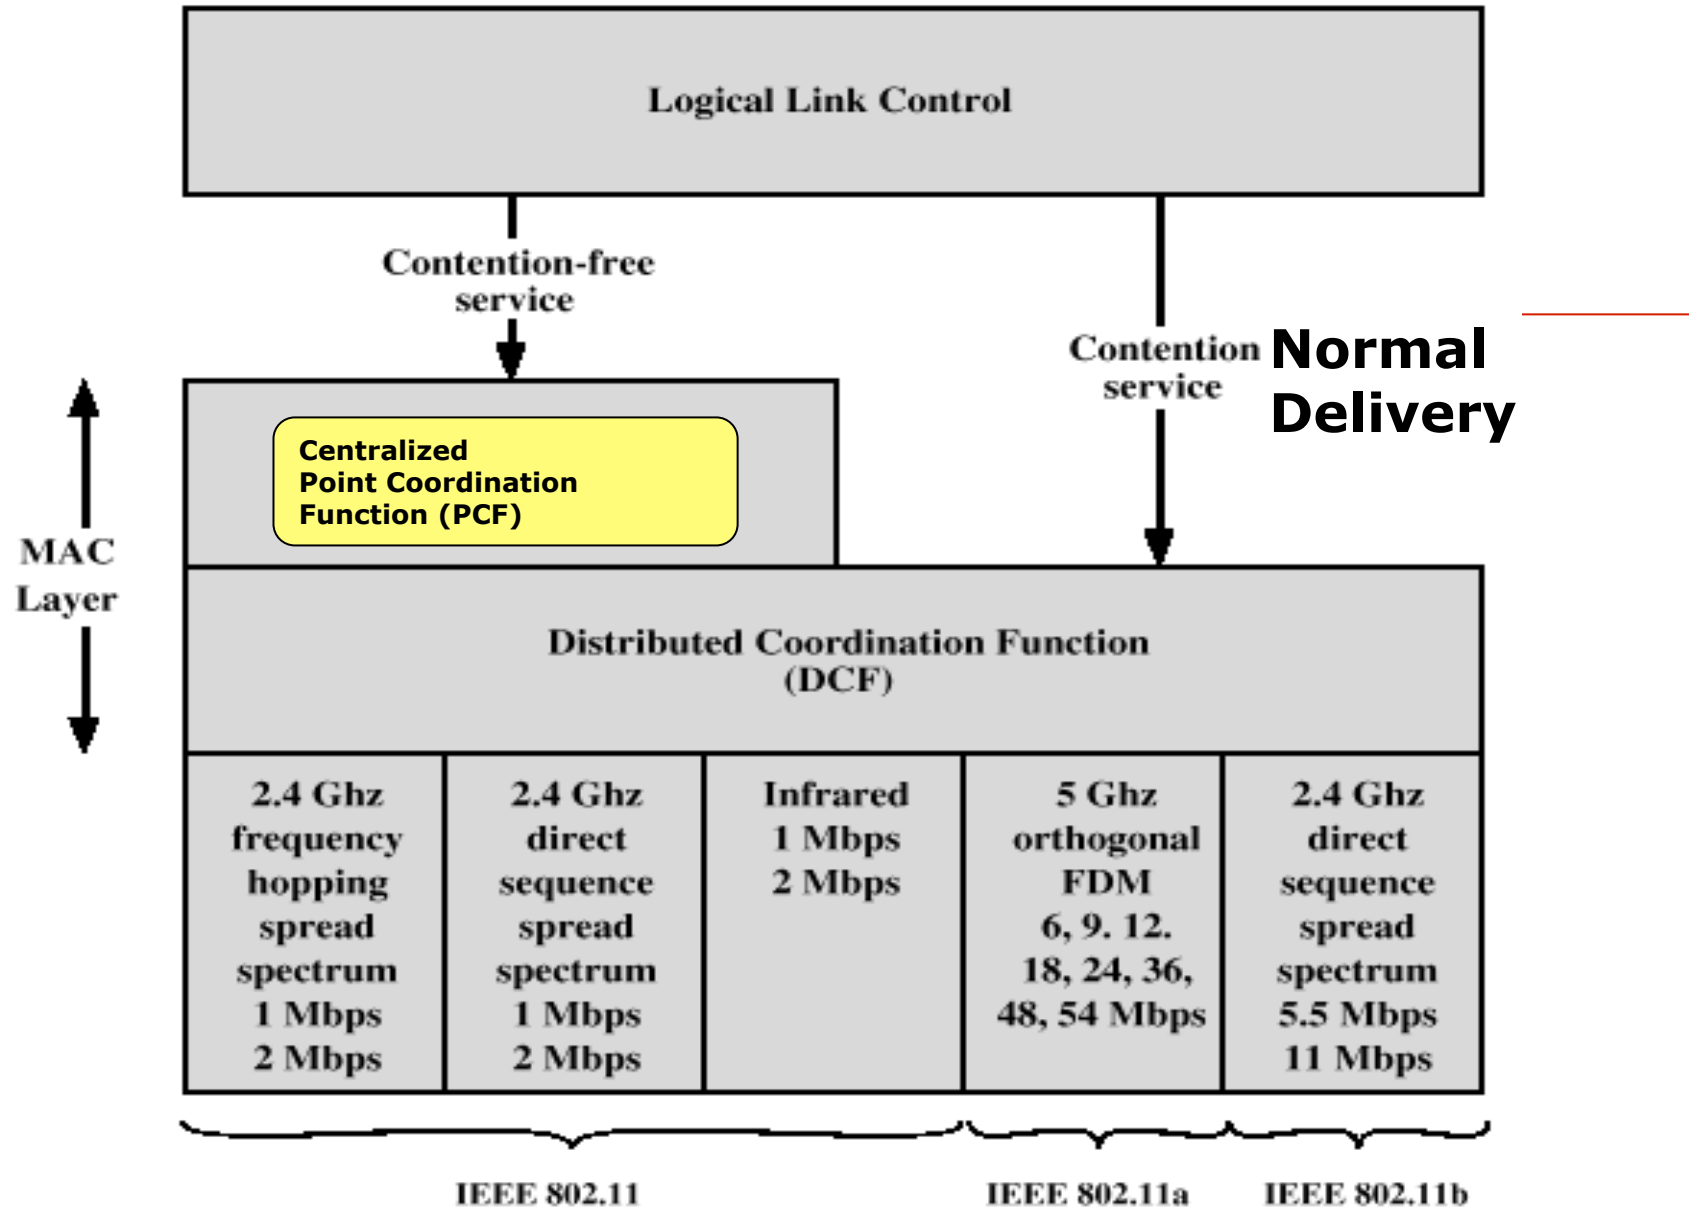 Logical Link Control
Contention-free
service
Contention
service
Normal
Delivery
Centralized
Point Coordination
Function (PCF)
MAC
Layer
Distributed Coordination Function
(DCF)
2.4 Ghz
frequency
hopping
spread
spectrum
1 Mbps
2 Mbps
2.4 Ghz
direct
sequence
spread
spectrum
1 Mbps
2 Mbps
Infrared
1 Mbps
2 Mbps
5 Ghz
orthogonal
FDM
6, 9. 12.
18, 24, 36,
48, 54 Mbps
2.4 Ghz
direct
sequence
spread
spectrum
5.5 Mbps
11 Mbps
IEEE 802.11
IEEE 802.11a
IEEE 802.11b